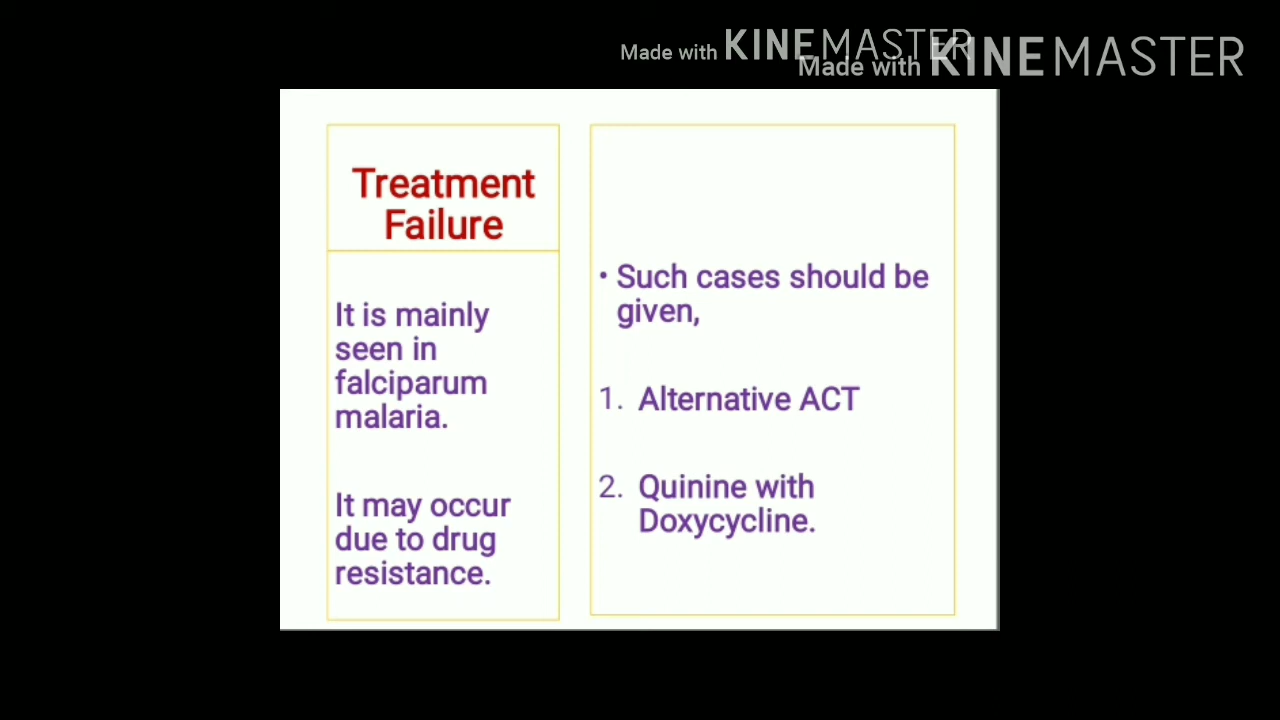 Made with KINEMASTER
Made with KINEMASTER
Treatment
Failure
It is mainly
seen in
falciparum
malaria.
It may occur
due to drug
resistance.
• Such cases should be
given,
1. Alternative ACT
2. Quinine with
Doxycycline.